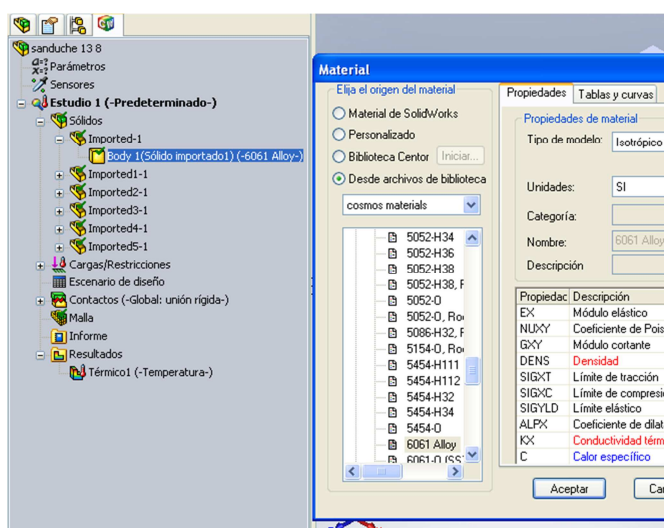 sanduche 13 8
Parámetros
Sensores
Estudio 1 (-Predeterminado-)
Sólidos
Imported-1
Body 1(Sólido importado1) (-6061 Alloy-)
Imported1-1
Imported2-1
Imported3-1
Imported4-1
Imported5-1
Cargas/Restricciones
Escenario de diseño
Contactos (-Global: unión rígida-)
Malla
Informe
Resultados
Térmico1 (-Temperatura-)
Material
Elija el origen del material
Material de SolidWorks
Personalizado
Biblioteca Centor Iniciar...
Desde archivos de biblioteca
cosmos materials
5052-H34
5052-H36
5052-H38
5052-H38, F
5052-O
5052-O, Ro
5086-H32, F
5154-O, Ro
5454-H111
5454-H112
5454-H32
5454-H34
5454-O
6061 Alloy
6061-O (SS
Propiedades Tablas y curvas
Propiedades de material
Tipo de modelo: Isotrópico
Unidades: SI
Categoría:
Nombre: 6061 Alloy
Descripción
Propiedac Descripción
EX Módulo elástico
NUXY Coeficiente de Pois
GXY Módulo cortante
DENS Densidad
SIGXT Límite de tracción
SIGXC Límite de compresi
SIGYLD Límite elástico
ALPX Coeficiente de dilat
KX Conductividad térm
C Calor específico
Aceptar Ca